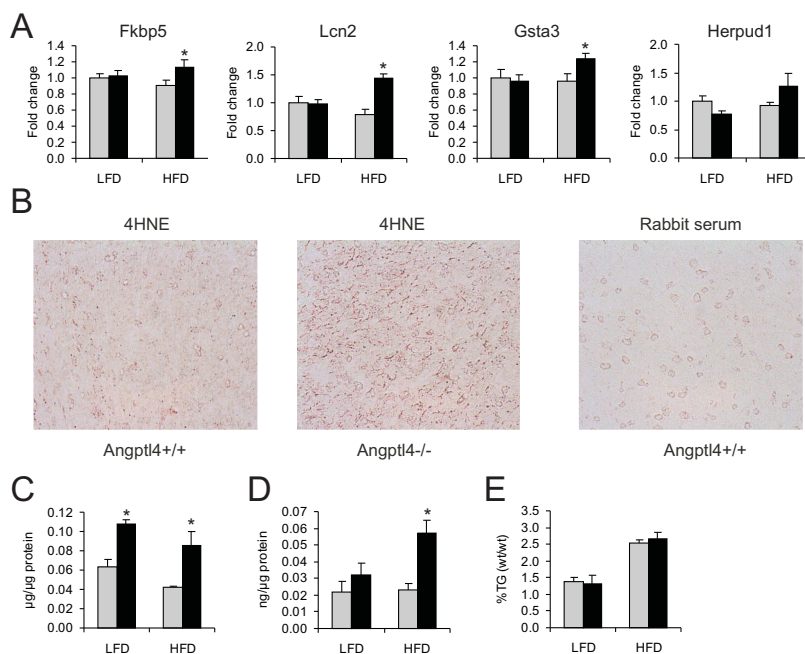 A
Fkbp5
Lcn2
Gsta3
Herpud1
Fold change
1.4
1.2
1.0
0.8
0.6
0.4
0.2
0.0
*
LFD
HFD
Fold change
2.0
1.5
1.0
0.5
0.0
*
LFD
HFD
Fold change
1.4
1.2
1.0
0.8
0.6
0.4
0.2
0.0
*
LFD
HFD
Fold change
2.0
1.5
1.0
0.5
0.0
LFD
HFD
B
4HNE
4HNE
Rabbit serum
Angptl4+/+
Angptl4-/-
Angptl4+/+
C
µg/µg protein
0.12
0.10
0.08
0.06
0.04
0.02
0.00
*
*
LFD
HFD
D
ng/µg protein
0.07
0.06
0.05
0.04
0.03
0.02
0.01
0.00
*
LFD
HFD
E
%TG (wt/wt)
3.5
3.0
2.5
2.0
1.5
1.0
0.5
0.0
LFD
HFD